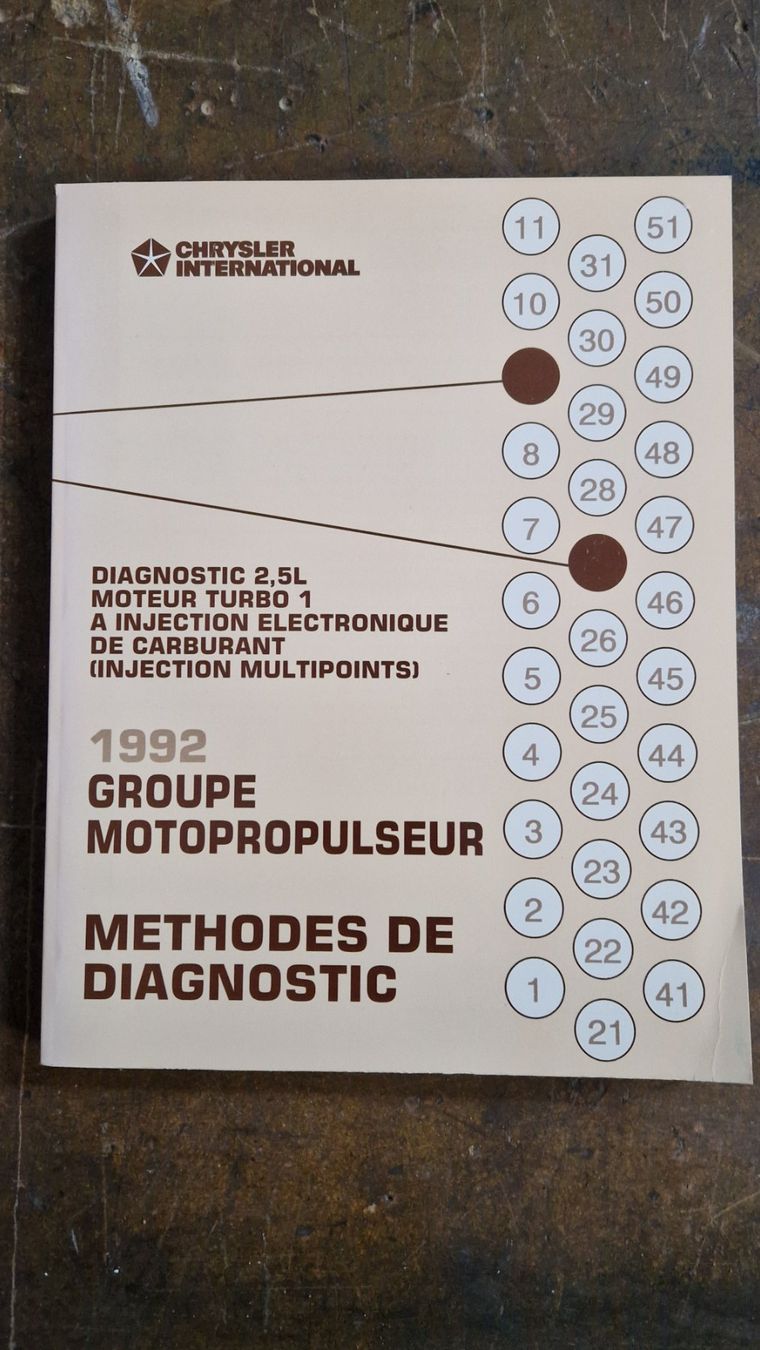 CHRYSLER
INTERNATIONAL
DIAGNOSTIC 2,5L
MOTEUR TURBO 1
A INJECTION ELECTRONIQUE
DE CARBURANT
(INJECTION MULTIPOINTS)
1992
GROUPE
MOTOPROPULSEUR
METHODES DE
DIAGNOSTIC
11
10
8
7
6
5
4
3
2
1
31
30
29
28
26
25
24
23
22
21
51
50
49
48
47
46
45
44
43
42
41